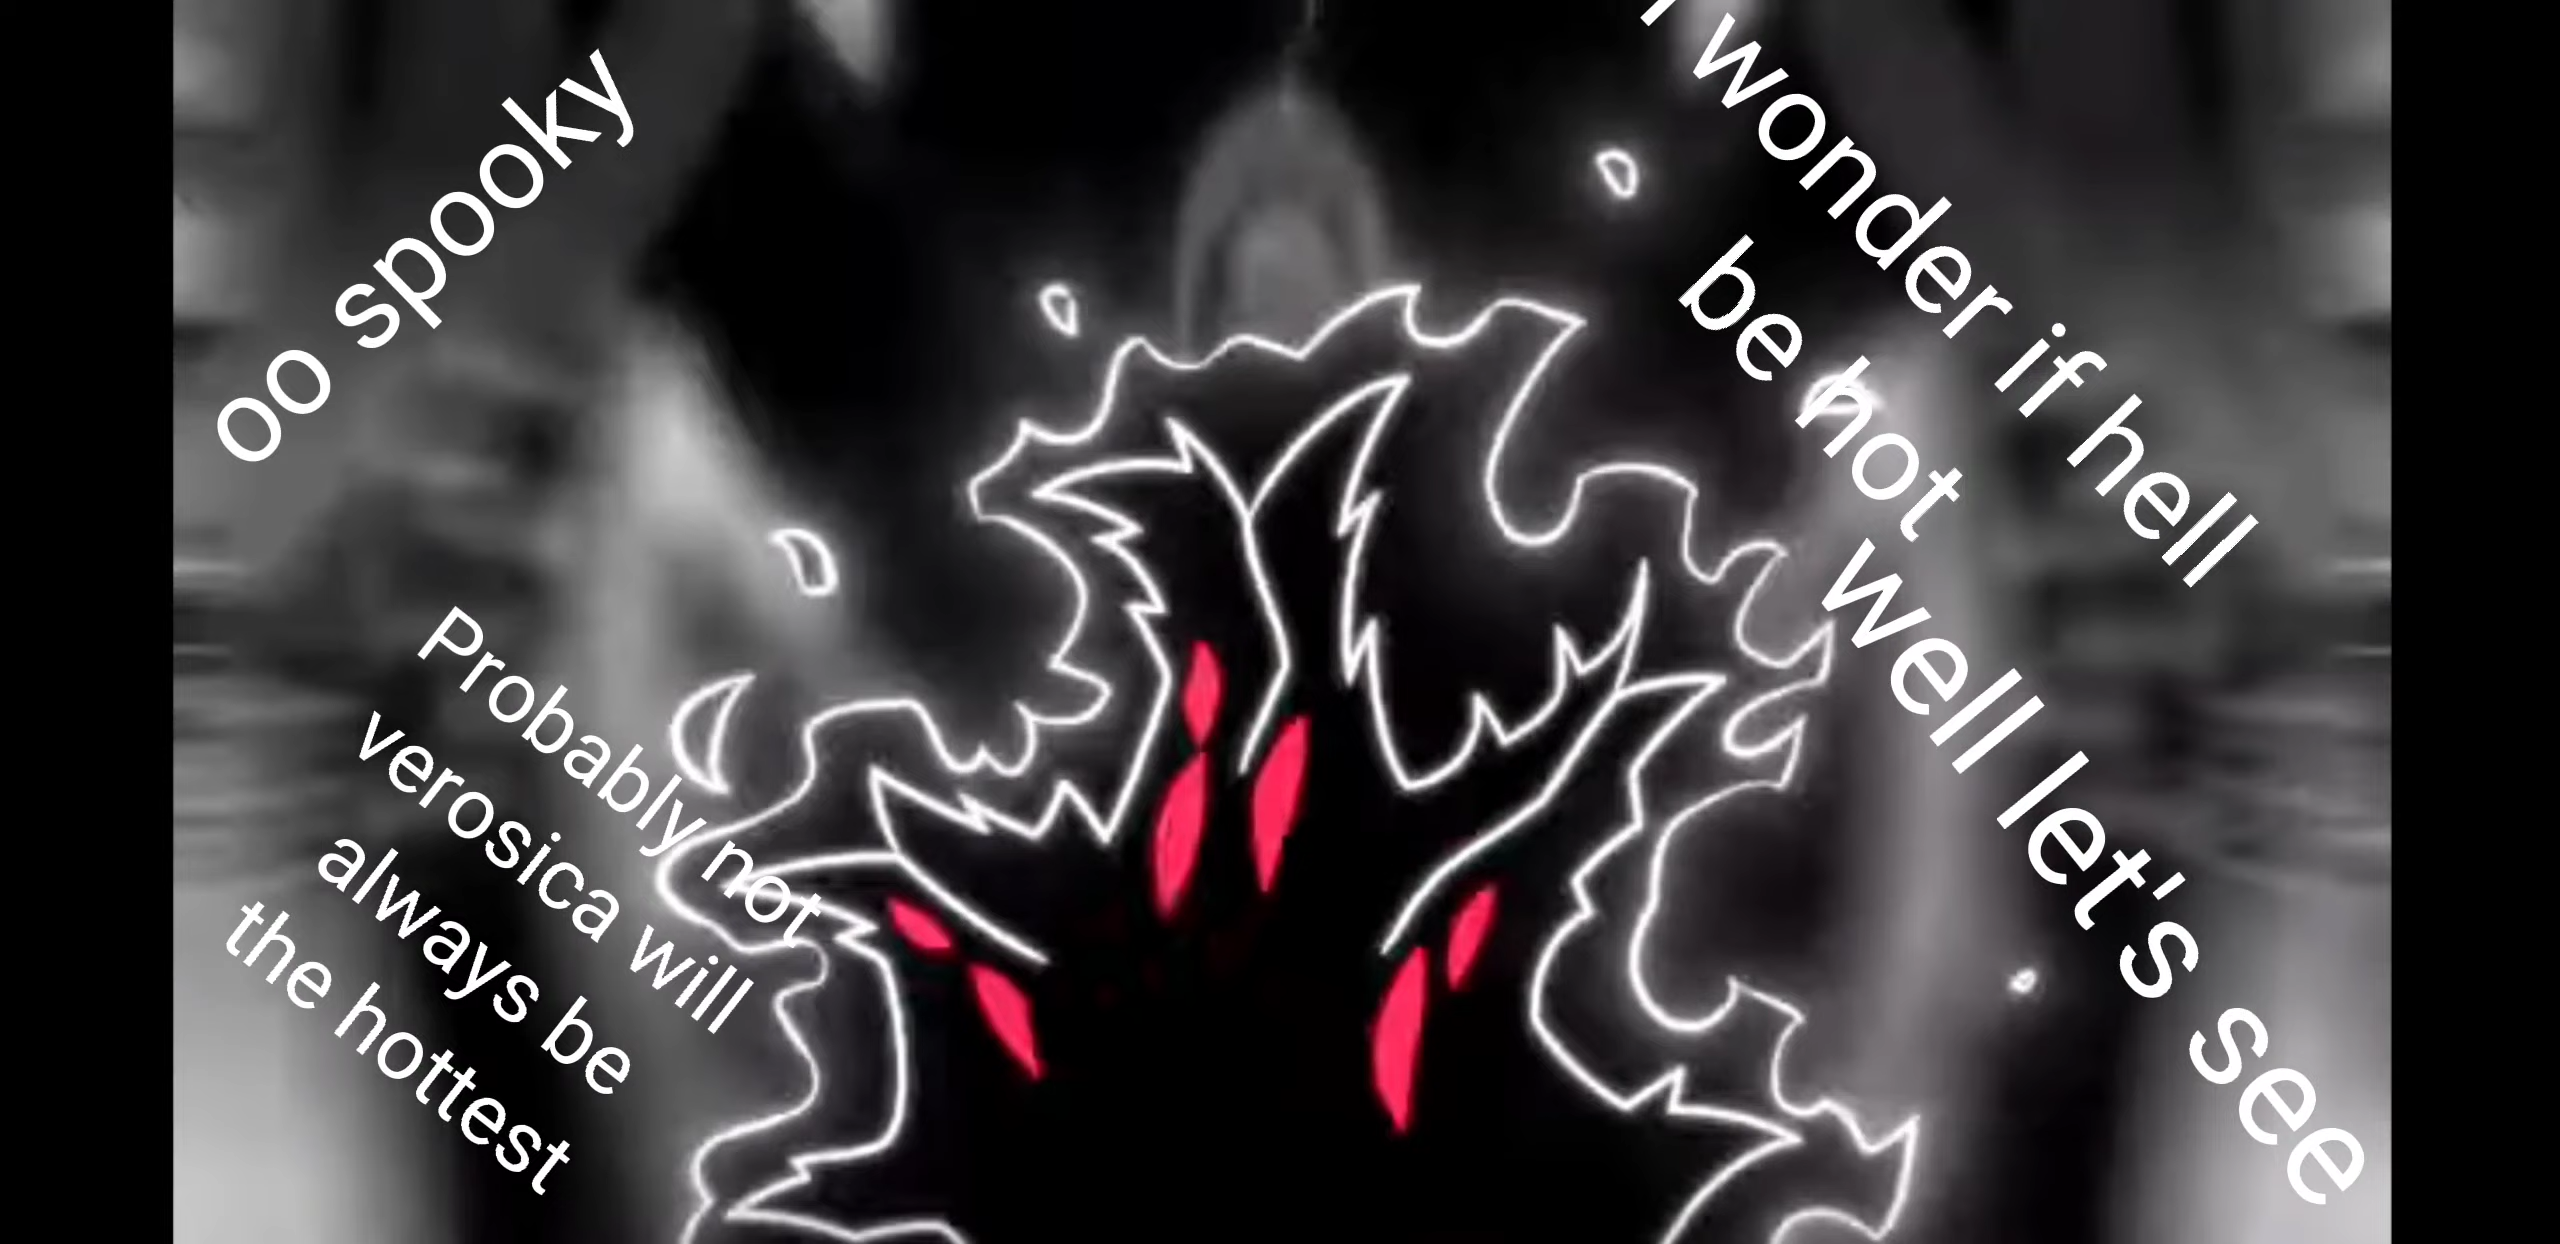 oo spooky
I wonder if hell
be hot
well let's see
Probably not
verosica will
always be
the hottest